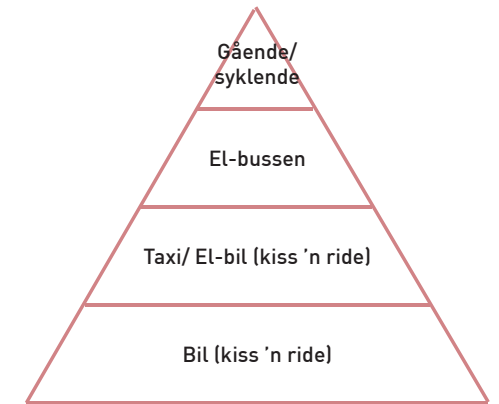 Gående/
syklende
El-bussen
Taxi/ El-bil (kiss ’n ride)
Bil (kiss ’n ride)